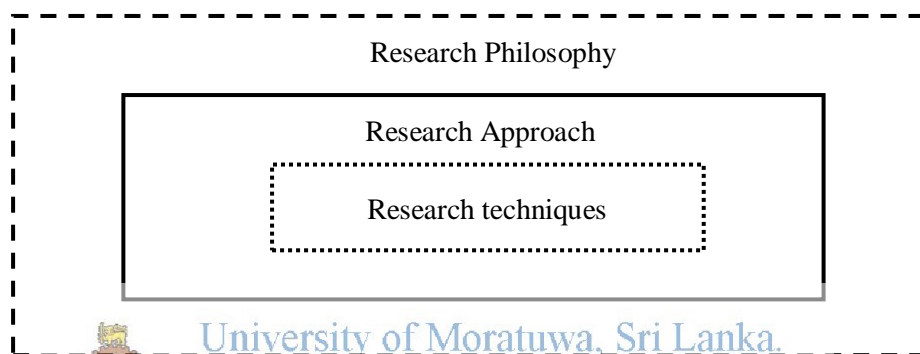 Research Philosophy
Research Approach
Research techniques
University of Moratuwa, Sri Lanka.